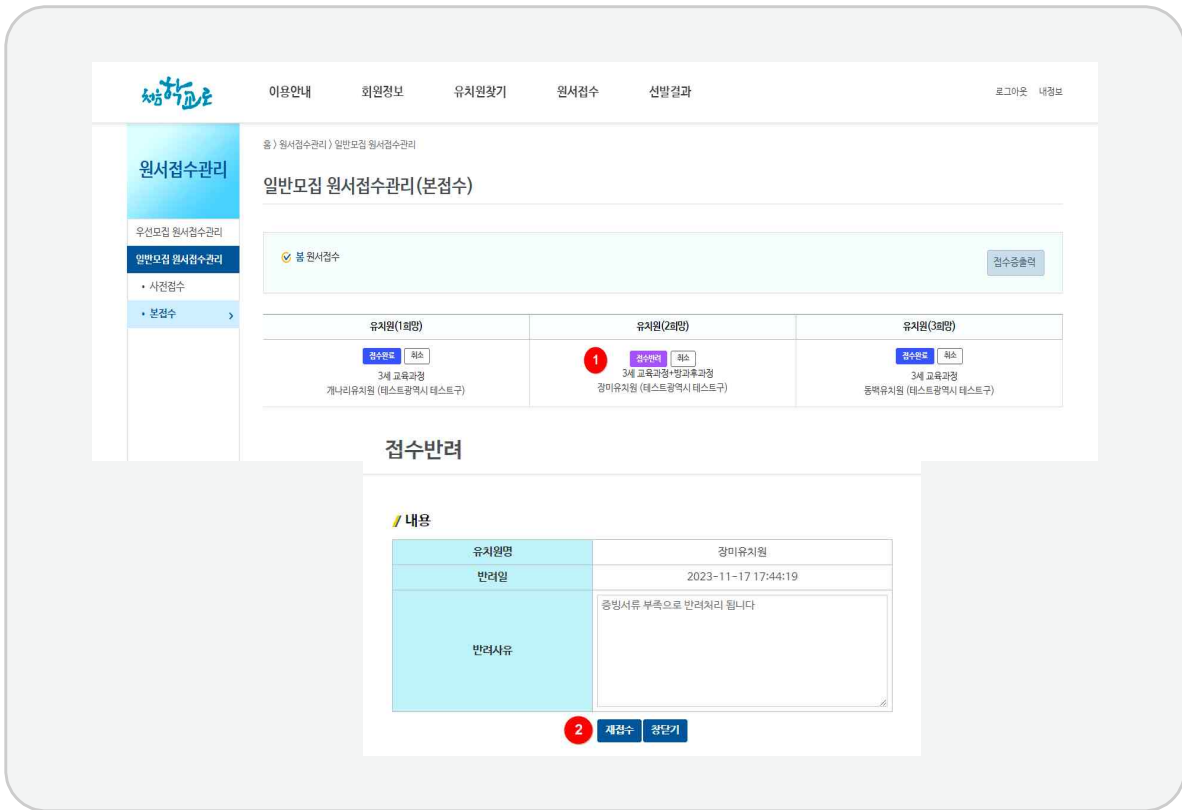 처음학교로
이용안내 회원정보 유치원찾기 원서접수 선발결과 로그아웃 내정보
원서접수관리
우선모집 원서접수관리
일반모집 원서접수관리
• 사전접수
• 본접수 >
홈 > 원서접수관리 > 일반모집 원서접수관리
일반모집 원서접수관리(본접수)
봄 원서접수
접수증출력
유치원(1희망) 유치원(2희망) 유치원(3희망)
접수완료 취소
3세 교육과정
개나리유치원 (테스트광역시 테스트구)
1 접수반려 취소
3세 교육과정+방과후과정
장미유치원 (테스트광역시 테스트구)
접수완료 취소
3세 교육과정
동백유치원 (테스트광역시 테스트구)
접수반려
내용
유치원명 장미유치원
반려일 2023-11-17 17:44:19
반려사유 증빙서류 부족으로 반려처리 됩니다
2 재접수 창닫기